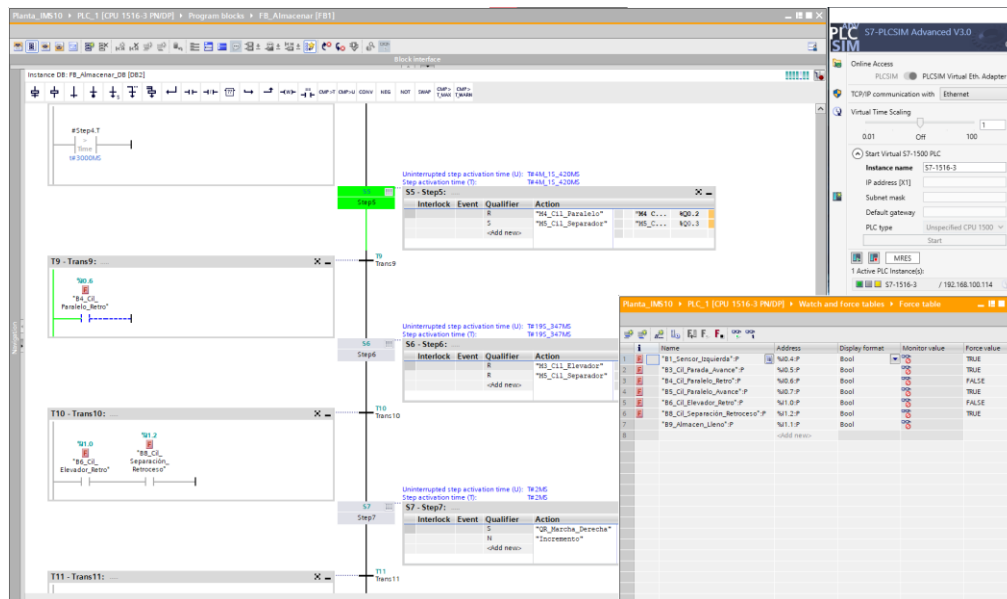 Planta_IMS10 ▸ PLC_1 [CPU 1516-3 PN/DP] ▸ Program blocks ▸ FB_Almacenar [FB1]
Block interface
Instance DB: FB_Almacenar_DB [DB2]
CMP>T CMP>U CONV NEG NOT SWAP CMP> T_MAX CMP> T_WARN
#Step4.T
Time
t#3000MS
Uninterrupted step activation time (U): T#4M_1S_420MS
Step activation time (T): T#4M_1S_420MS
S5
Step5
S5 - Step5: ...
Interlock Event Qualifier Action
R "M4_Cil_Paralelo" "M4 C... %Q0.2
S "M5_Cil_Separador" "M5_C... %Q0.3
<Add new>
T9 - Trans9: ...
T9
Trans9
%I0.6
F
"B4_Cil_
Paralelo_Retro"
Uninterrupted step activation time (U): T#19S_347MS
Step activation time (T): T#19S_347MS
S6
Step6
S6 - Step6: ...
Interlock Event Qualifier Action
R "M3_Cil_Elevador"
R "M5_Cil_Separador"
<Add new>
T10 - Trans10: ...
T10
Trans10
%I1.0
F
"B6_Cil_
Elevador_Retro"
%I1.2
F
"B8_Cil_
Separación_
Retroceso"
Uninterrupted step activation time (U): T#2MS
Step activation time (T): T#2MS
S7
Step7
S7 - Step7: ...
Interlock Event Qualifier Action
S "QR_Marcha_Derecha"
N "Incremento"
<Add new>
T11 - Trans11: ...
T11
Trans11
PLC
SIM
S7-PLCSIM Advanced V3.0
Online Access
PLCSIM PLCSIM Virtual Eth. Adapter
TCP/IP communication with Ethernet
Virtual Time Scaling
1
0.01 Off 100
Start Virtual S7-1500 PLC
Instance name S7-1516-3
IP address [X1]
Subnet mask
Default gateway
PLC type Unspecified CPU 1500
Start
MRES
1 Active PLC Instance(s):
S7-1516-3 / 192.168.100.114
Planta_IMS10 ▸ PLC_1 [CPU 1516-3 PN/DP] ▸ Watch and force tables ▸ Force table
i Name Address Display format Monitor value Force value
1 F "B1_Sensor_Izquierda":P %I0.4:P Bool TRUE
2 F "B3_Cil_Parada_Avance":P %I0.5:P Bool TRUE
3 F "B4_Cil_Paralelo_Retro":P %I0.6:P Bool FALSE
4 F "B5_Cil_Paralelo_Avance":P %I0.7:P Bool TRUE
5 F "B6_Cil_Elevador_Retro":P %I1.0:P Bool FALSE
6 F "B8_Cil_Separación_Retroceso":P %I1.2:P Bool TRUE
7 "B9_Almacen_Lleno":P %I1.1:P Bool
8 <Add new>